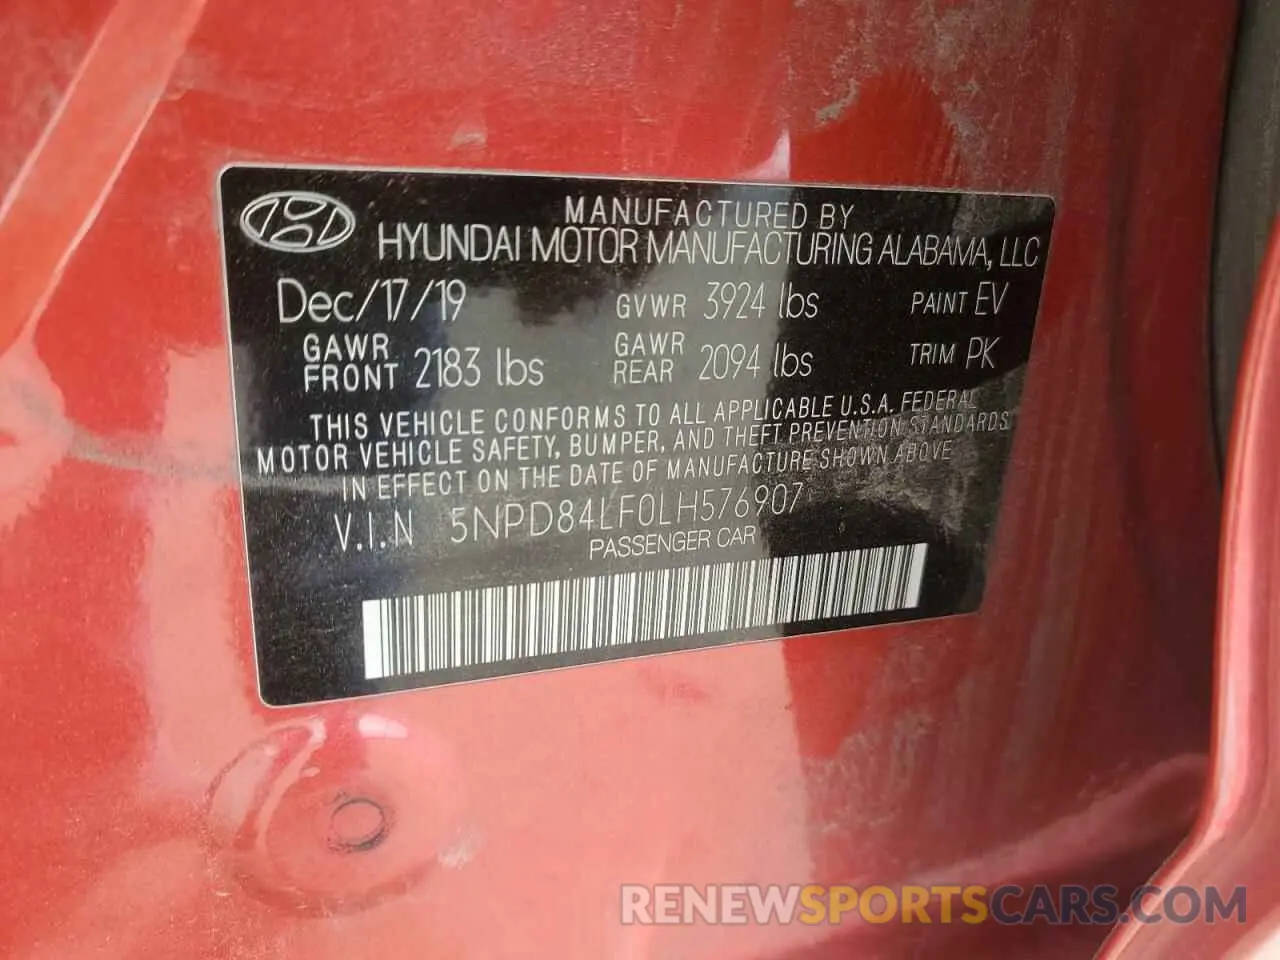 MANUFACTURED BY
HYUNDAI MOTOR MANUFACTURING ALABAMA, LLC
Dec/17/19 GVWR 3924 lbs PAINT EV
GAWR FRONT 2183 lbs GAWR REAR 2094 lbs TRIM PK
THIS VEHICLE CONFORMS TO ALL APPLICABLE U.S.A. FEDERAL
MOTOR VEHICLE SAFETY, BUMPER, AND THEFT PREVENTION STANDARDS
IN EFFECT ON THE DATE OF MANUFACTURE SHOWN ABOVE
V.I.N 5NPD84LF0LH576907
PASSENGER CAR
RENEWSPORTSCARS.COM